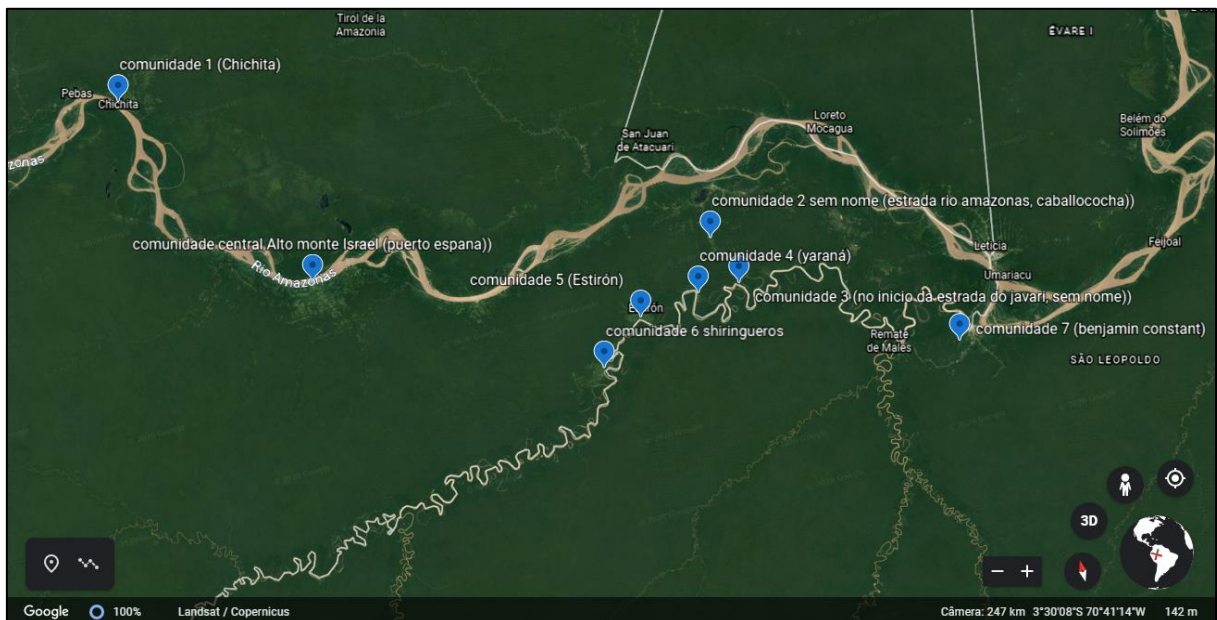 Tirol de la
Amazonia
ÉVARE I
comunidade 1 (Chichita)
Pebas
Chichita
Loreto
Mocagua
Belém do
Solimões
San Juan
de Atacuari
zonas
comunidade 2 sem nome (estrada rio amazonas, caballococha))
comunidade central Alto monte Israel (puerto espana))
Rio Amazonas
Leticia
Feijoal
comunidade 4 (yaraná)
Umariacu
comunidade 5 (Estirón)
comunidade 3 (no inicio da estrada do javari, sem nome))
comunidade 6 shiringueros
Remate
de Males
comunidade 7 (benjamin constant)
SÃO LEOPOLDO
3D
Google
100%
Landsat / Copernicus
Câmera: 247 km 3°30'08"S 70°41'14"W 142 m